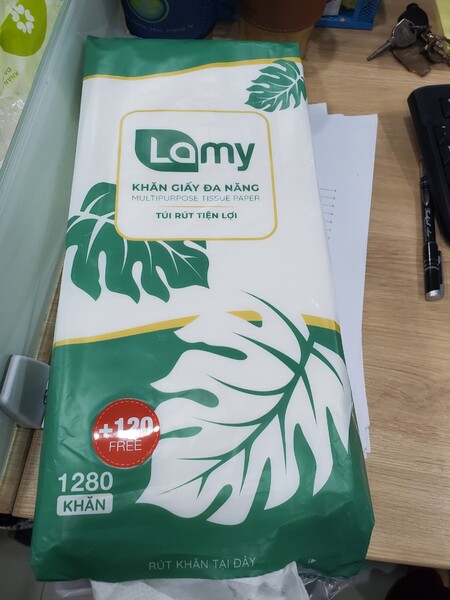 Lamy
KHĂN GIẤY ĐA NĂNG
MULTIPURPOSE TISSUE PAPER
TÚI RÚT TIỆN LỢI
+120
FREE
1280
KHĂN
RÚT KHĂN TẠI ĐÂY